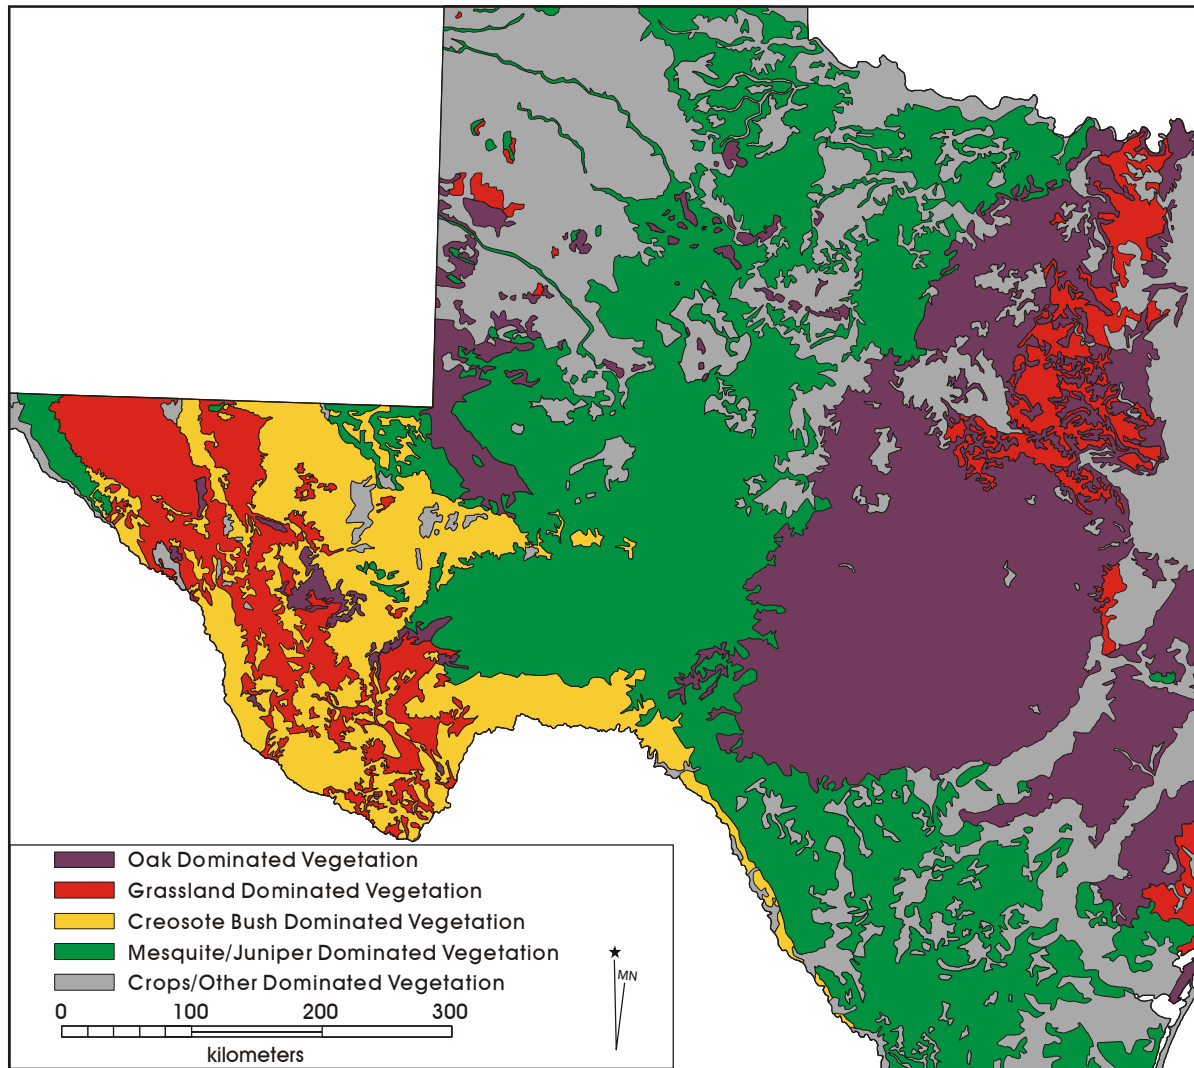 Oak Dominated Vegetation
Grassland Dominated Vegetation
Creosote Bush Dominated Vegetation
Mesquite/Juniper Dominated Vegetation
Crops/Other Dominated Vegetation
MN
0 100 200 300
kilometers